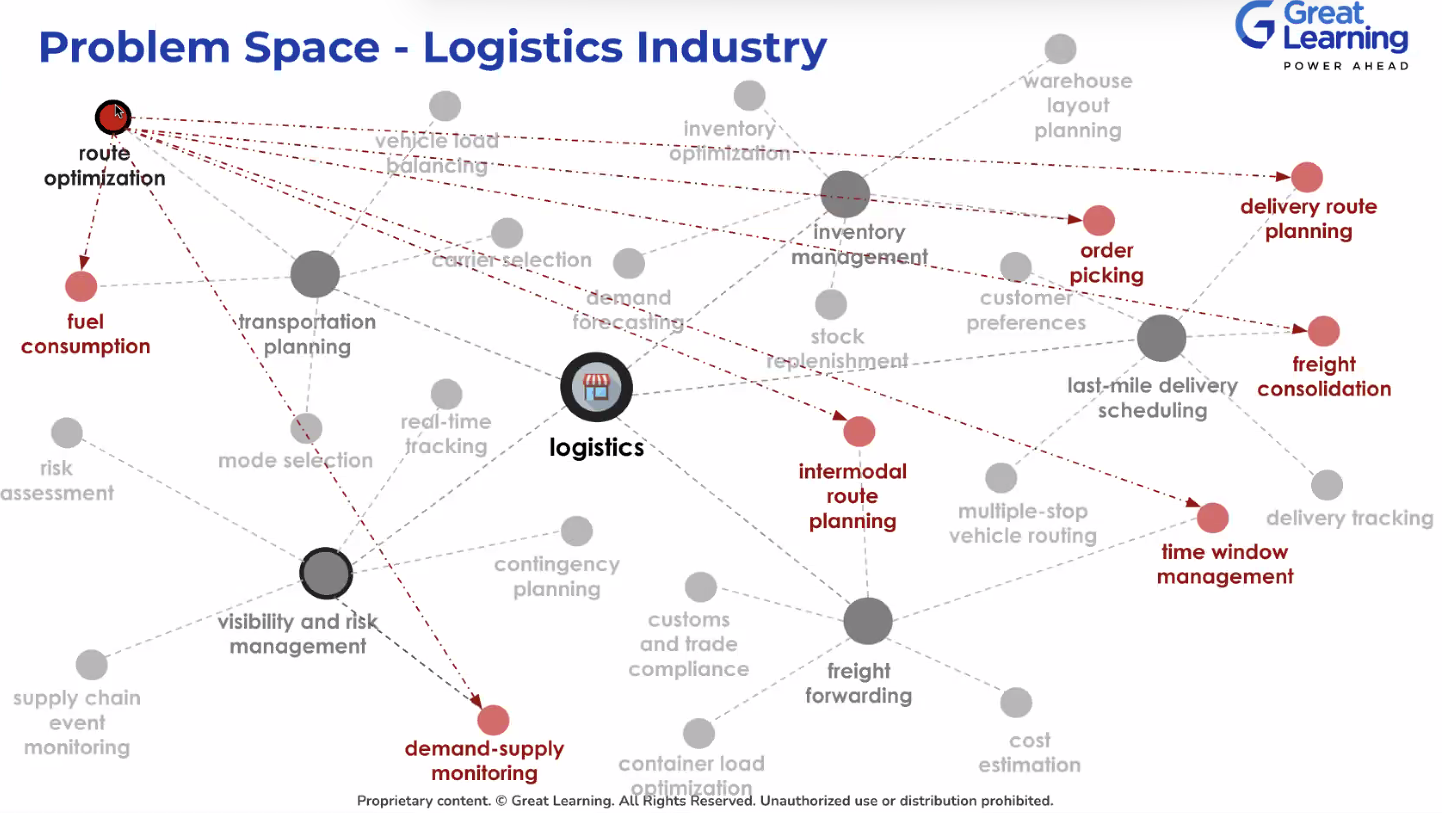 Problem Space - Logistics Industry
Great
Learning
POWER AHEAD
warehouse
layout
planning
vehicle load
balancing
inventory
optimization
route
optimization
delivery route
planning
carrier selection
inventory
management
order
picking
demand
forecasting
customer
preferences
fuel
consumption
transportation
planning
stock
replenishment
freight
consolidation
last-mile delivery
scheduling
real-time
tracking
logistics
mode selection
risk
assessment
intermodal
route
planning
multiple-stop
vehicle routing
delivery tracking
time window
management
contingency
planning
visibility and risk
management
customs
and trade
compliance
freight
forwarding
supply chain
event
monitoring
demand-supply
monitoring
container load
optimization
cost
estimation
Proprietary content. © Great Learning. All Rights Reserved. Unauthorized use or distribution prohibited.